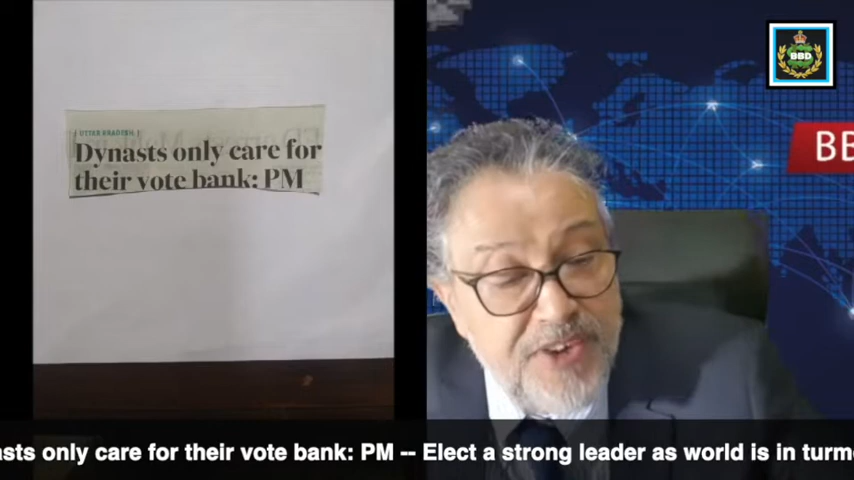 | UTTAR PRADESH |
Dynasts only care for
their vote bank: PM
BBD
BB
asts only care for their vote bank: PM -- Elect a strong leader as world is in turm